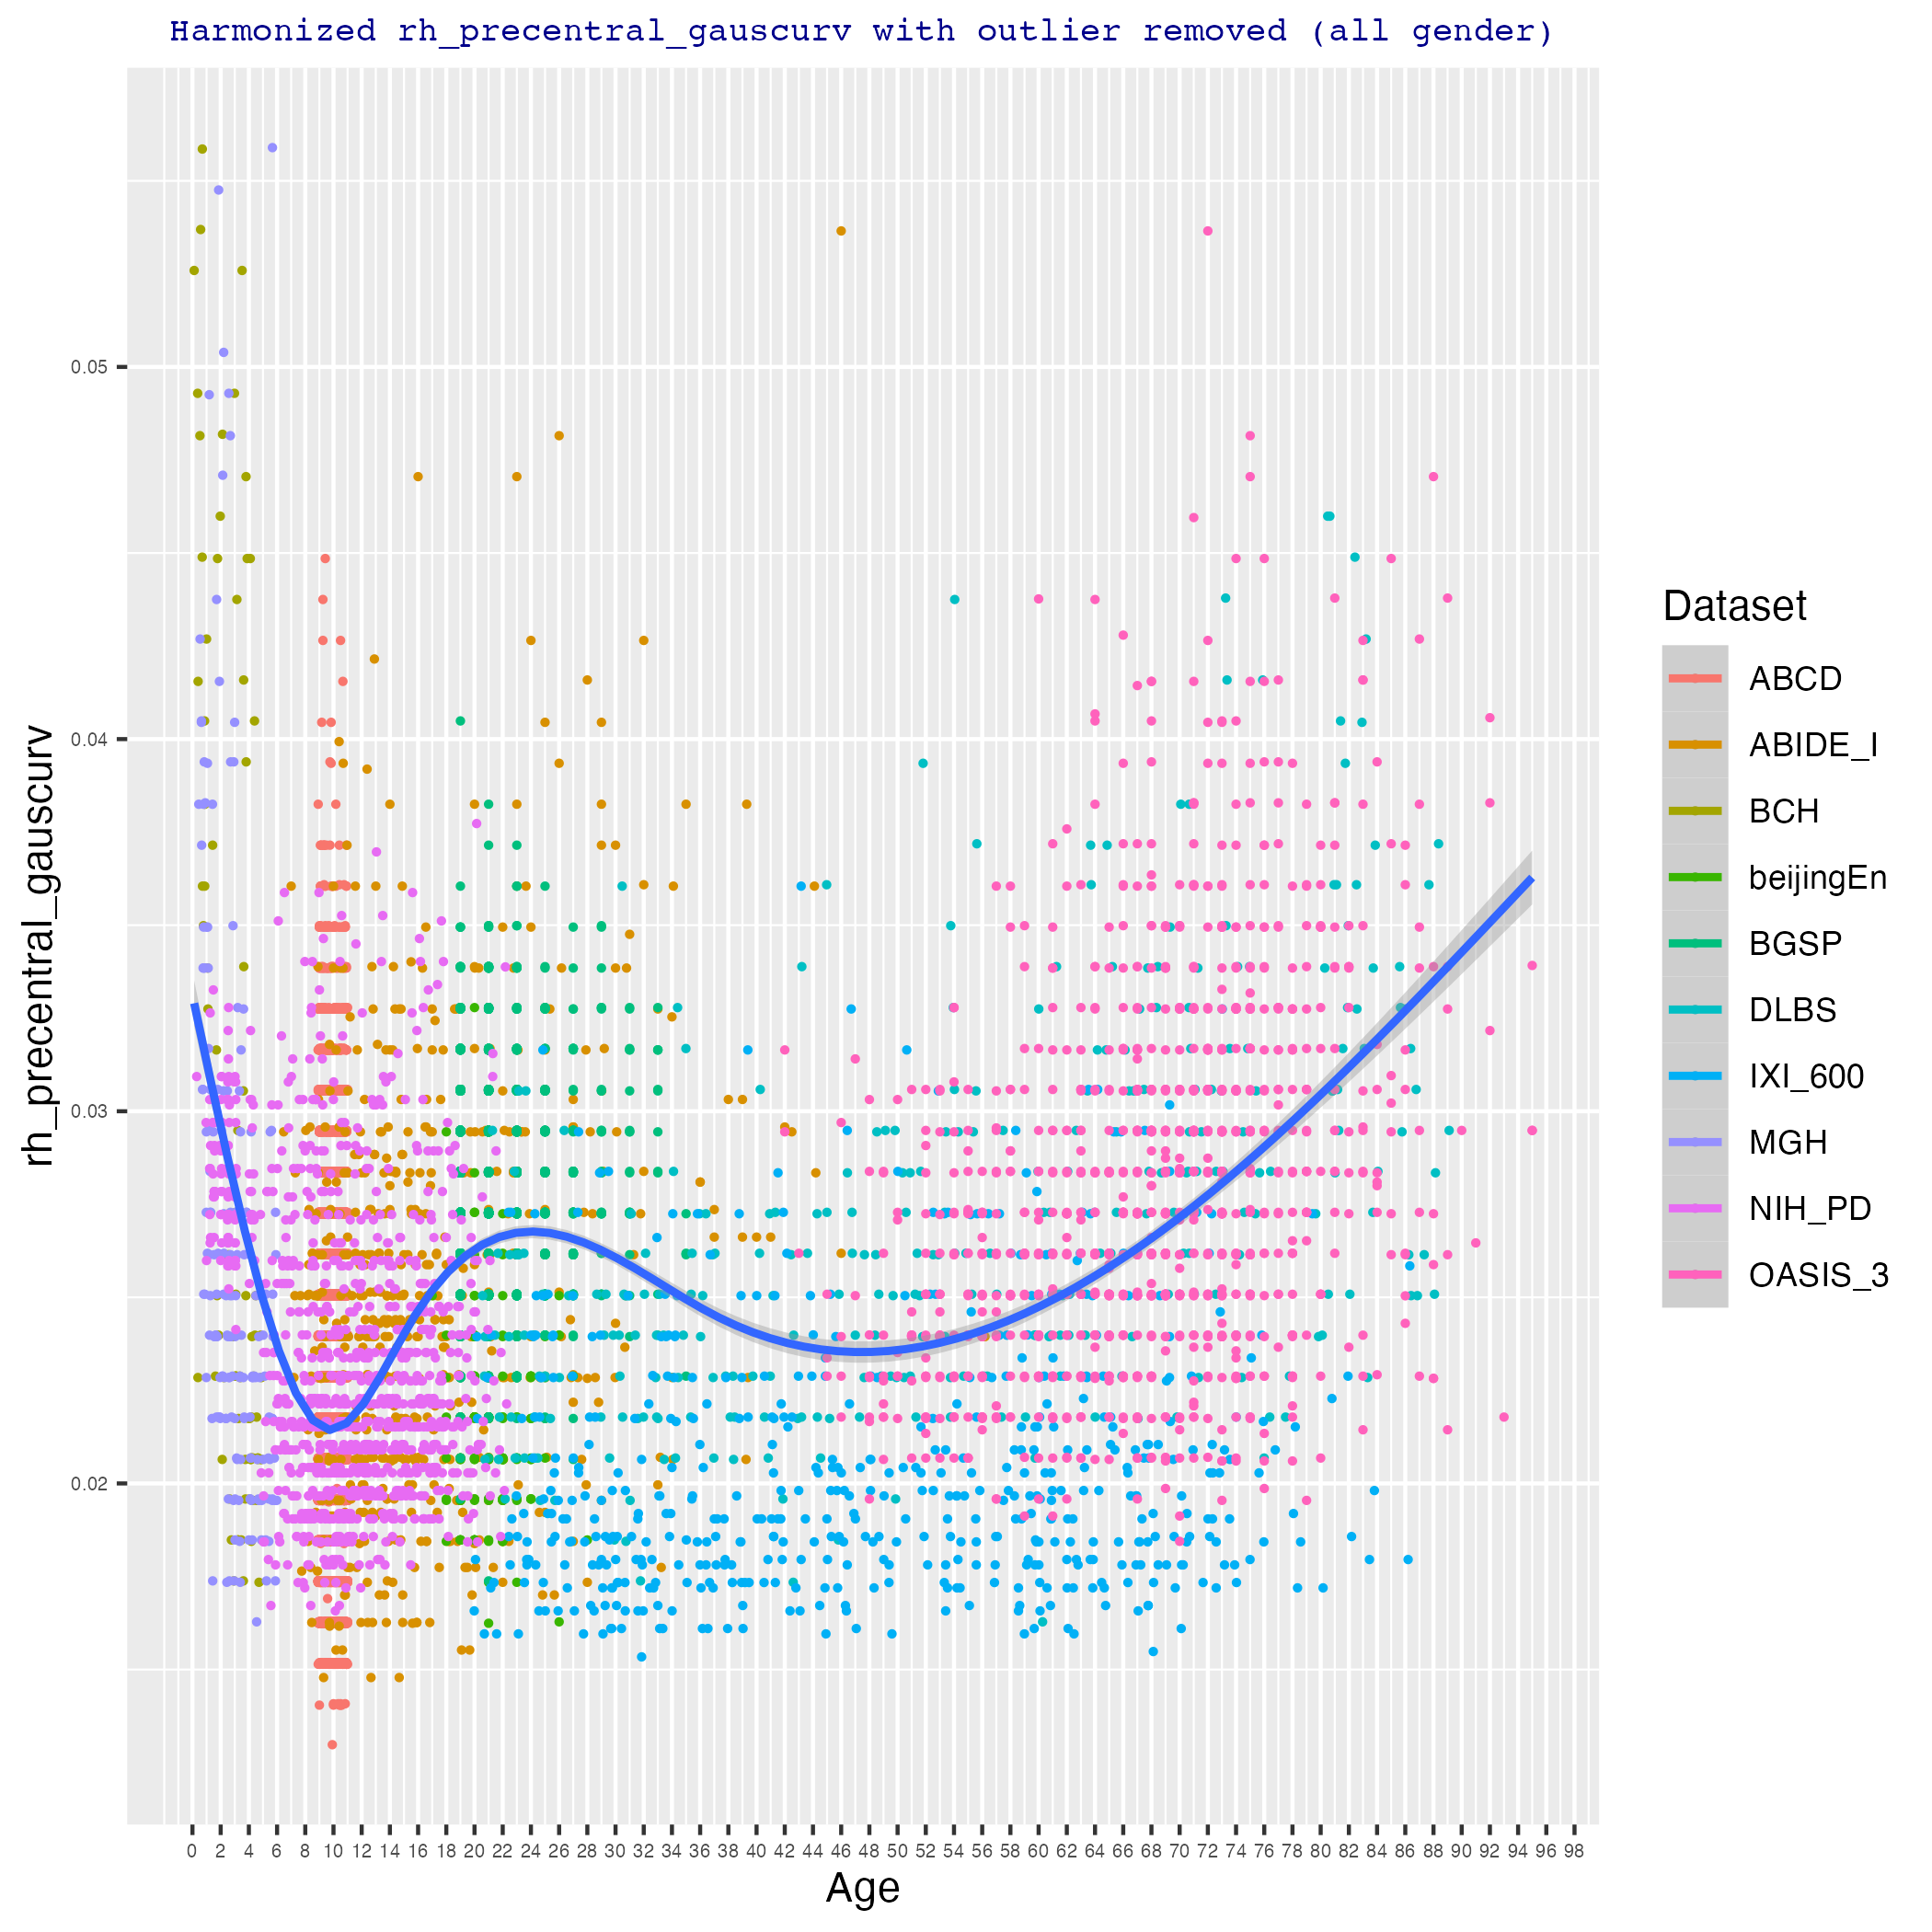 Harmonized rh_precentral_gauscurv with outlier removed (all gender)
rh_precentral_gauscurv
0.05
0.04
0.03
0.02
0 2 4 6 8 10 12 14 16 18 20 22 24 26 28 30 32 34 36 38 40 42 44 46 48 50 52 54 56 58 60 62 64 66 68 70 72 74 76 78 80 82 84 86 88 90 92 94 96 98
Age
Dataset
ABCD
ABIDE_I
BCH
beijingEn
BGSP
DLBS
IXI_600
MGH
NIH_PD
OASIS_3